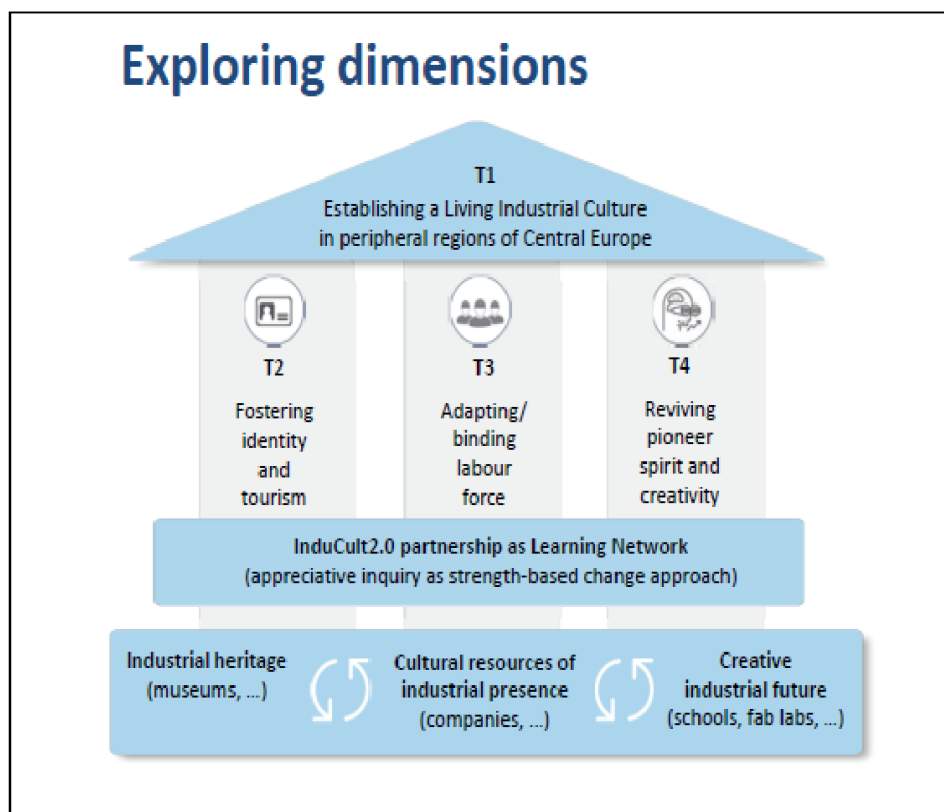 Exploring dimensions
T1
Establishing a Living Industrial Culture
in peripheral regions of Central Europe
T2
Fostering
identity
and
tourism
T3
Adapting/
binding
labour
force
T4
Reviving
pioneer
spirit and
creativity
InduCult2.0 partnership as Learning Network
(appreciative inquiry as strength-based change approach)
Industrial heritage
(museums, ...)
Cultural resources of
industrial presence
(companies, ...)
Creative
industrial future
(schools, fab labs, ...)